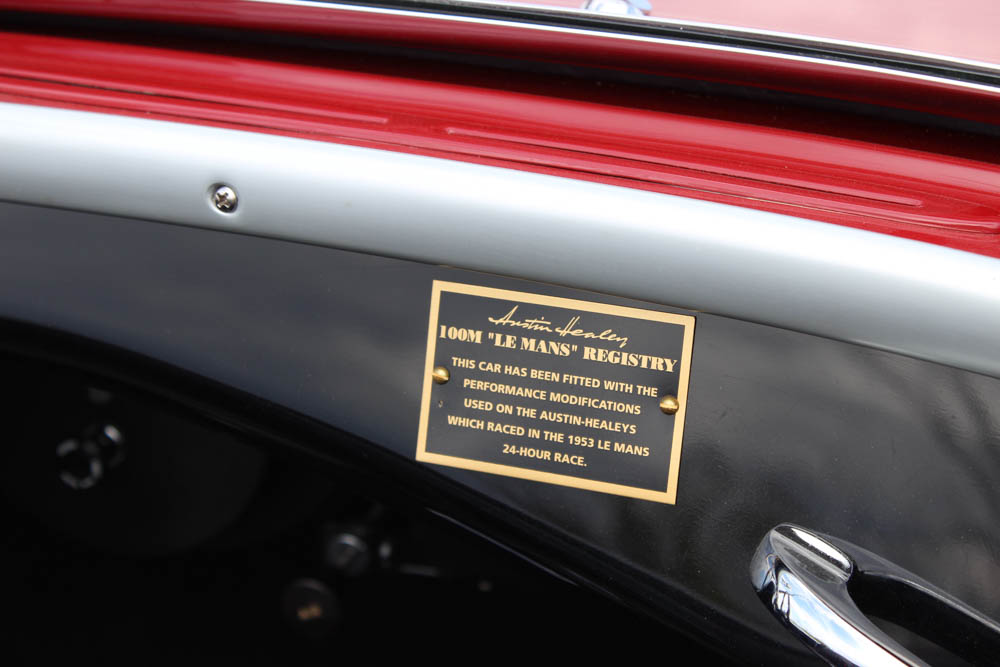 Austin Healey
100M "LE MANS" REGISTRY
THIS CAR HAS BEEN FITTED WITH THE
PERFORMANCE MODIFICATIONS
USED ON THE AUSTIN-HEALEYS
WHICH RACED IN THE 1953 LE MANS
24-HOUR RACE.